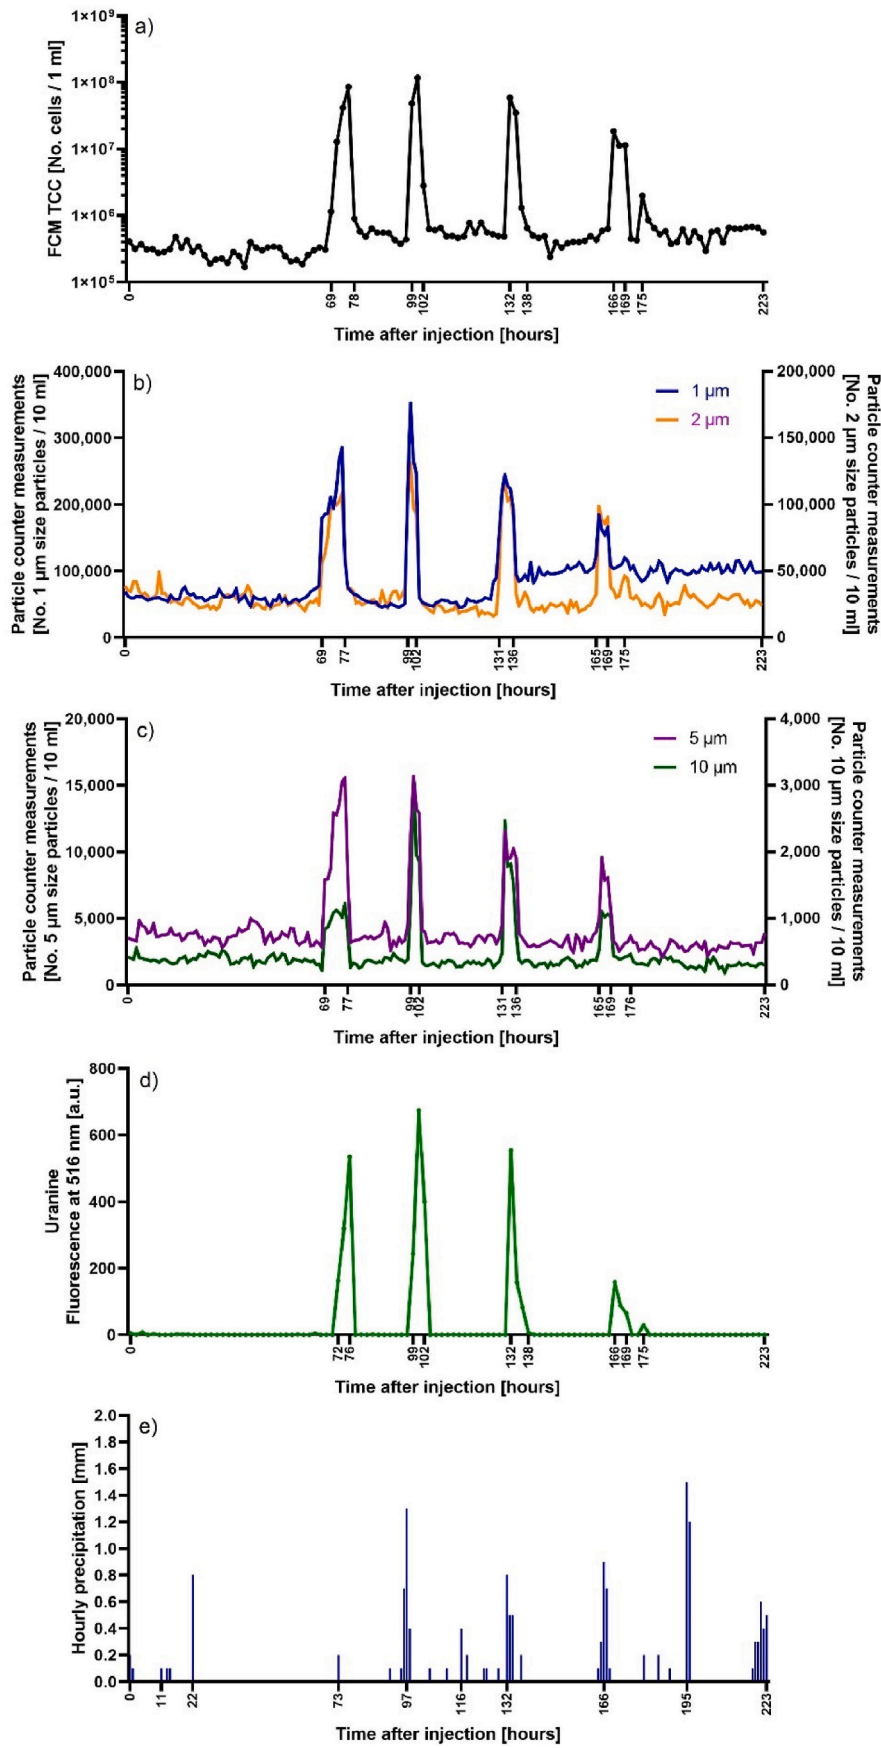 a)
FCM TCC [No. cells / 1 ml]
1×10⁹
1×10⁸
1×10⁷
1×10⁶
1×10⁵
0 69 78 99 102 132 138 166 169 175 223
Time after injection [hours]
b)
Particle counter measurements
[No. 1 µm size particles / 10 ml]
400,000
300,000
200,000
100,000
0
1 µm
2 µm
200,000
150,000
100,000
50,000
0
Particle counter measurements
[No. 2 µm size particles / 10 ml]
0 69 77 99 102 131 136 165 169 175 223
Time after injection [hours]
c)
Particle counter measurements
[No. 5 µm size particles / 10 ml]
20,000
15,000
10,000
5,000
0
5 µm
10 µm
4,000
3,000
2,000
1,000
0
Particle counter measurements
[No. 10 µm size particles / 10 ml]
0 69 77 99 102 131 136 165 169 176 223
Time after injection [hours]
d)
Uranine
Fluorescence at 516 nm [a.u.]
800
600
400
200
0
0 72 76 99 102 132 138 166 169 175 223
Time after injection [hours]
e)
Hourly precipitation [mm]
2.0
1.8
1.6
1.4
1.2
1.0
0.8
0.6
0.4
0.2
0.0
0 11 22 73 97 116 132 166 195 223
Time after injection [hours]